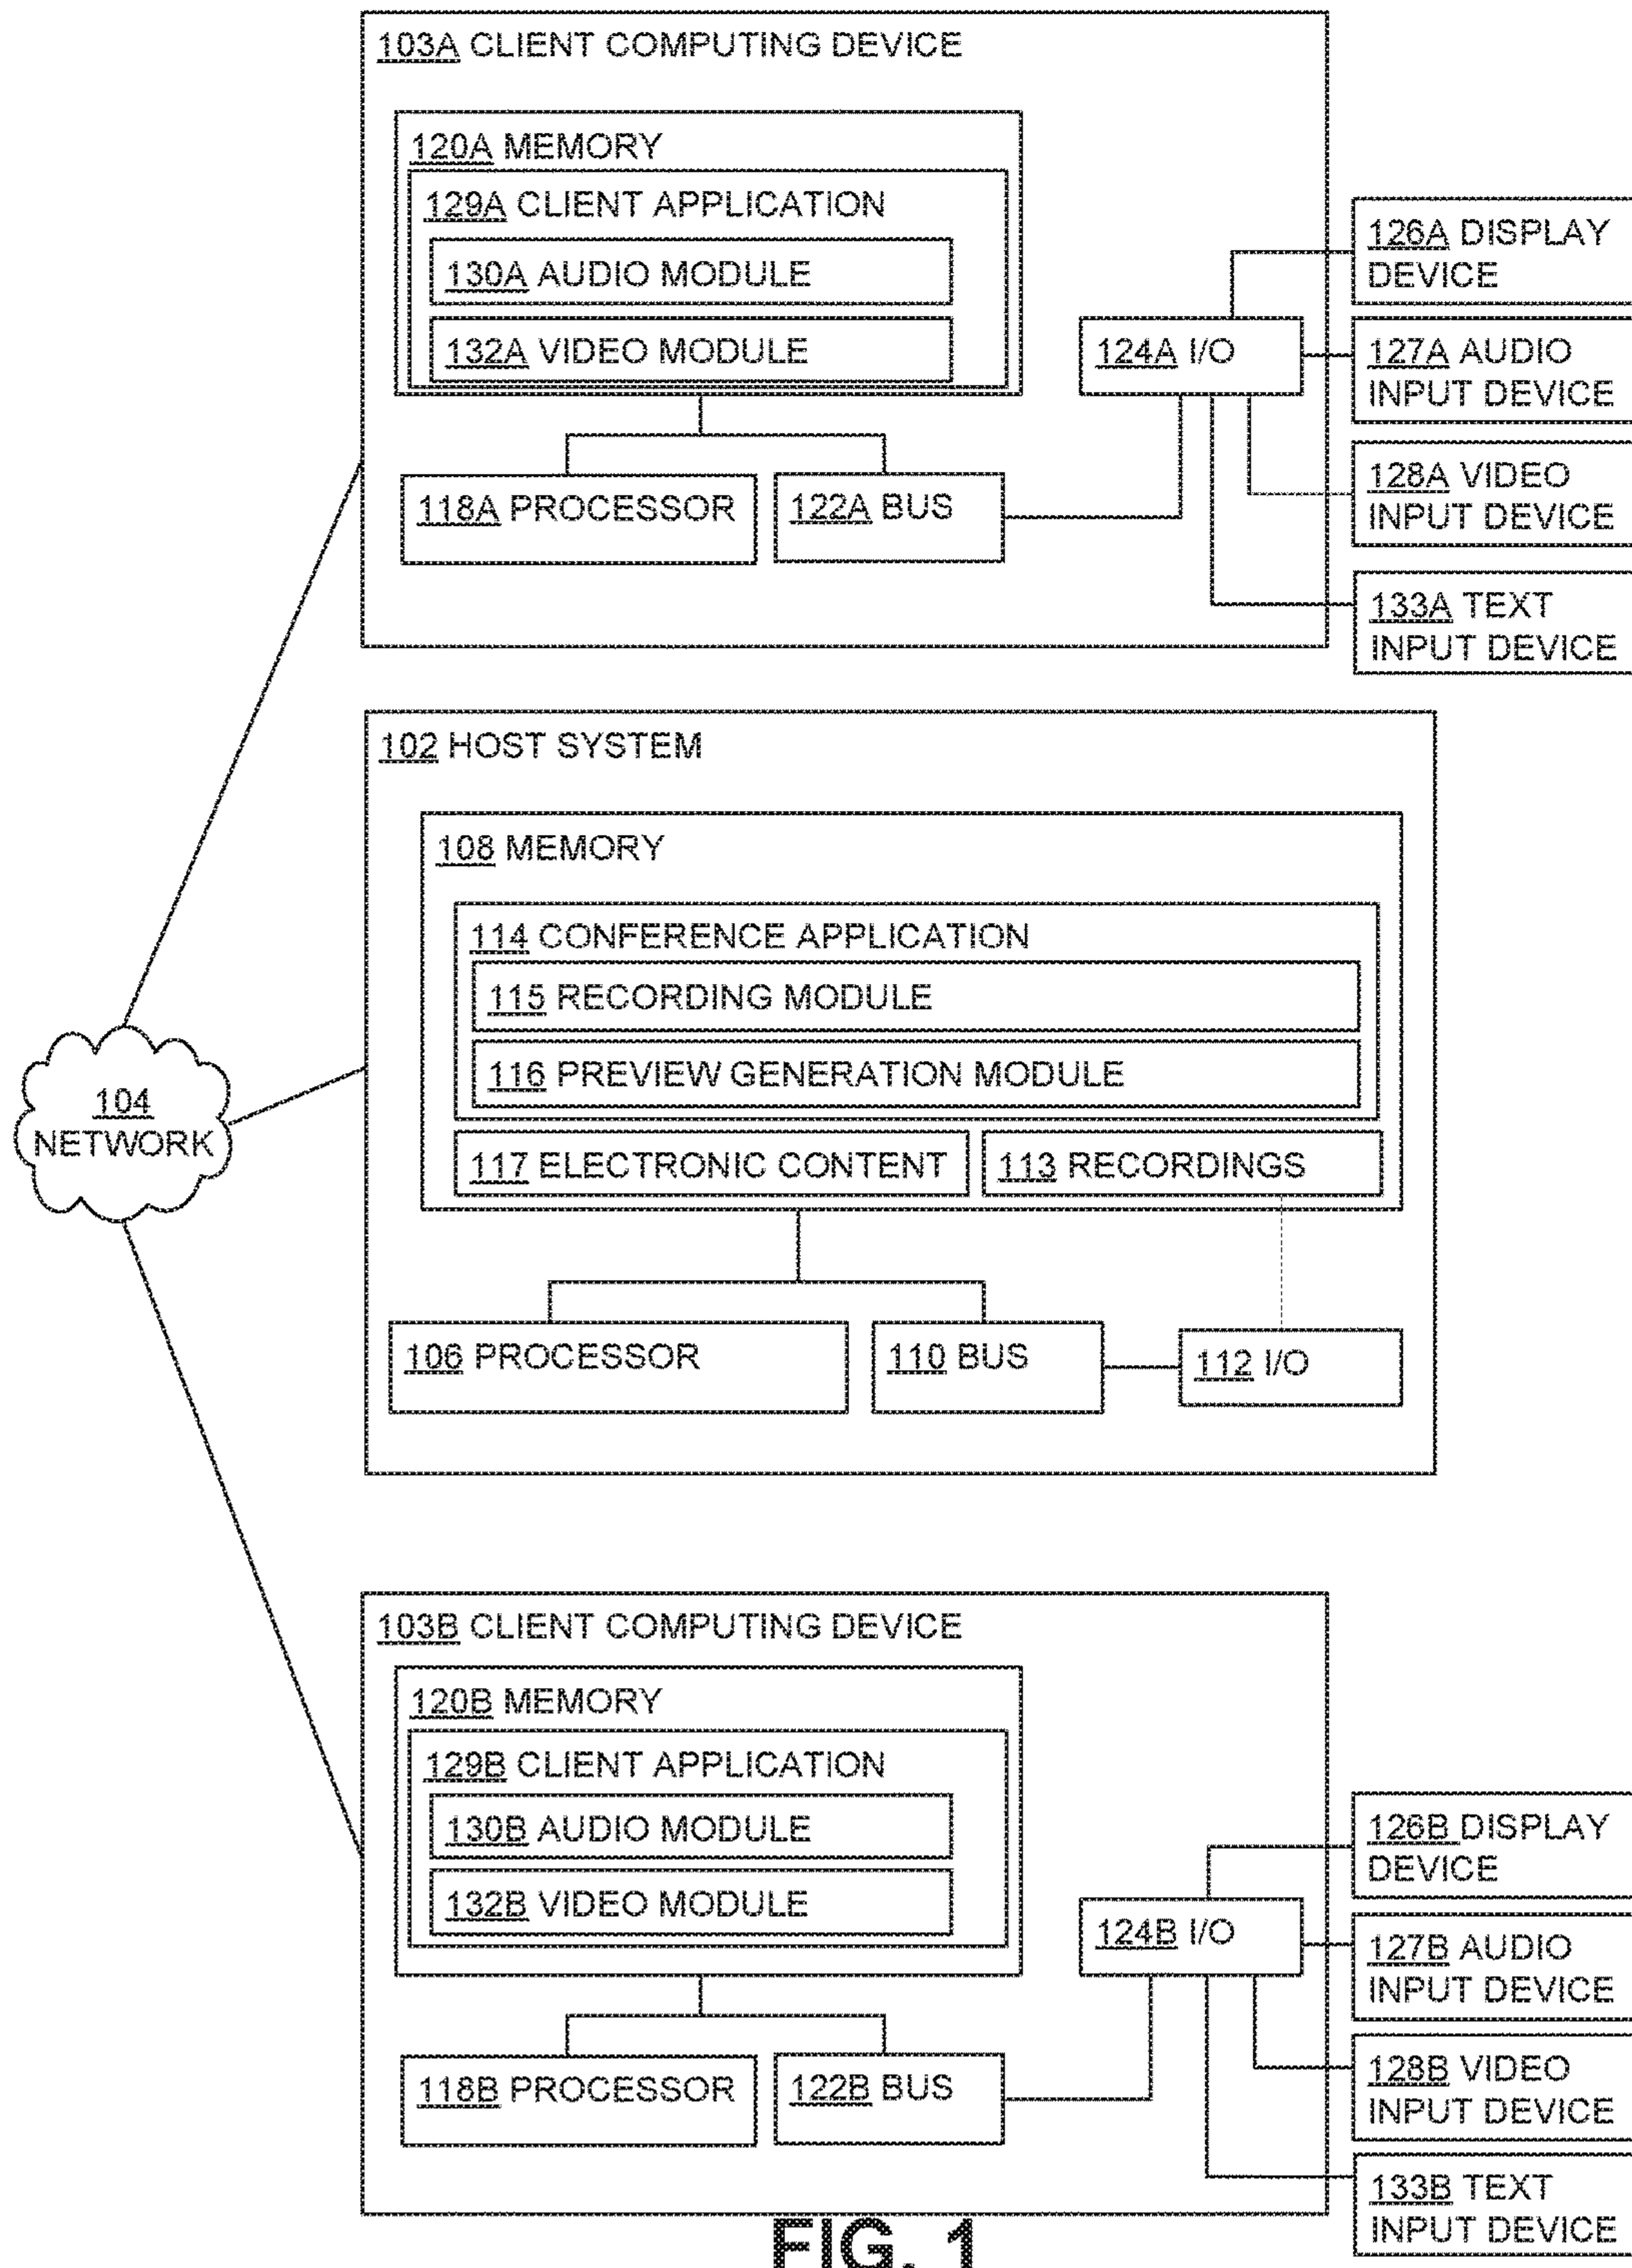 103A CLIENT COMPUTING DEVICE
120A MEMORY
129A CLIENT APPLICATION
130A AUDIO MODULE
132A VIDEO MODULE
118A PROCESSOR
122A BUS
124A I/O
126A DISPLAY
DEVICE
127A AUDIO
INPUT DEVICE
128A VIDEO
INPUT DEVICE
133A TEXT
INPUT DEVICE
102 HOST SYSTEM
108 MEMORY
114 CONFERENCE APPLICATION
115 RECORDING MODULE
116 PREVIEW GENERATION MODULE
117 ELECTRONIC CONTENT
113 RECORDINGS
106 PROCESSOR
110 BUS
112 I/O
104
NETWORK
103B CLIENT COMPUTING DEVICE
120B MEMORY
129B CLIENT APPLICATION
130B AUDIO MODULE
132B VIDEO MODULE
118B PROCESSOR
122B BUS
124B I/O
126B DISPLAY
DEVICE
127B AUDIO
INPUT DEVICE
128B VIDEO
INPUT DEVICE
133B TEXT
INPUT DEVICE
FIG. 1